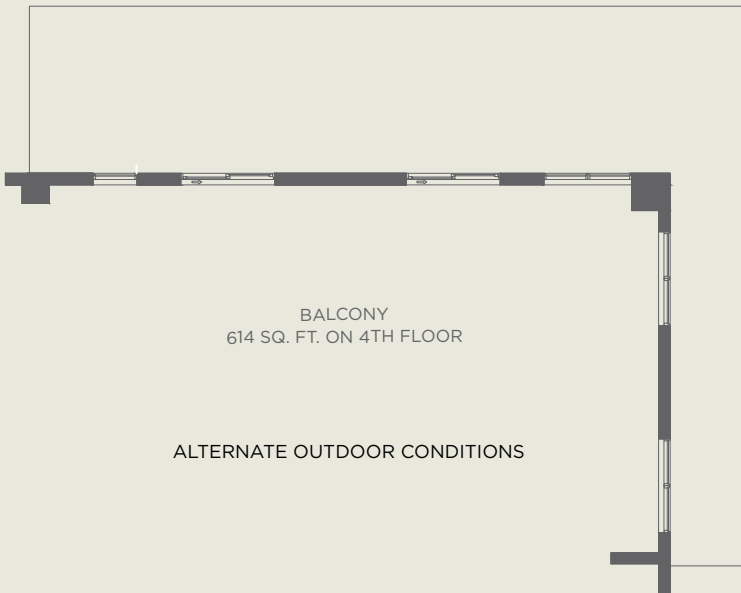 BALCONY
614 SQ. FT. ON 4TH FLOOR
ALTERNATE OUTDOOR CONDITIONS